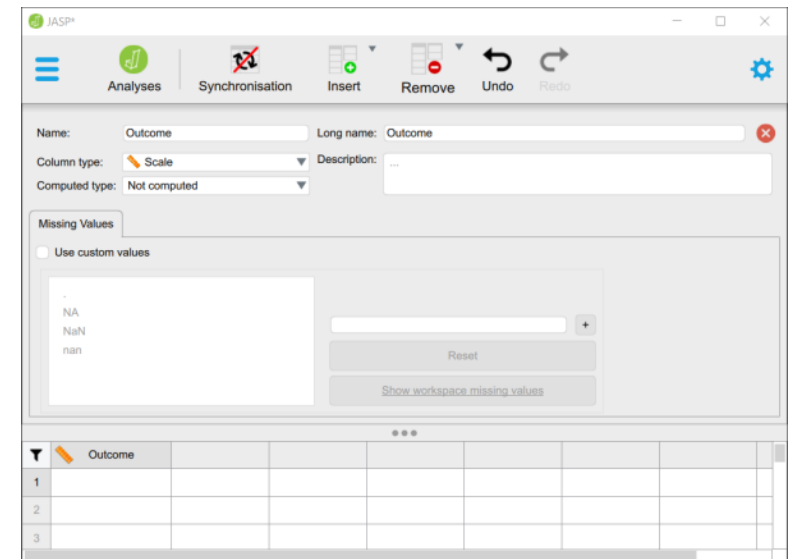 JASP*
Analyses Synchronisation Insert Remove Undo Redo
Name: Outcome Long name: Outcome
Column type: Scale Description: ...
Computed type: Not computed
Missing Values
Use custom values
.
NA
NaN
nan
+
Reset
Show workspace missing values
Outcome
1
2
3